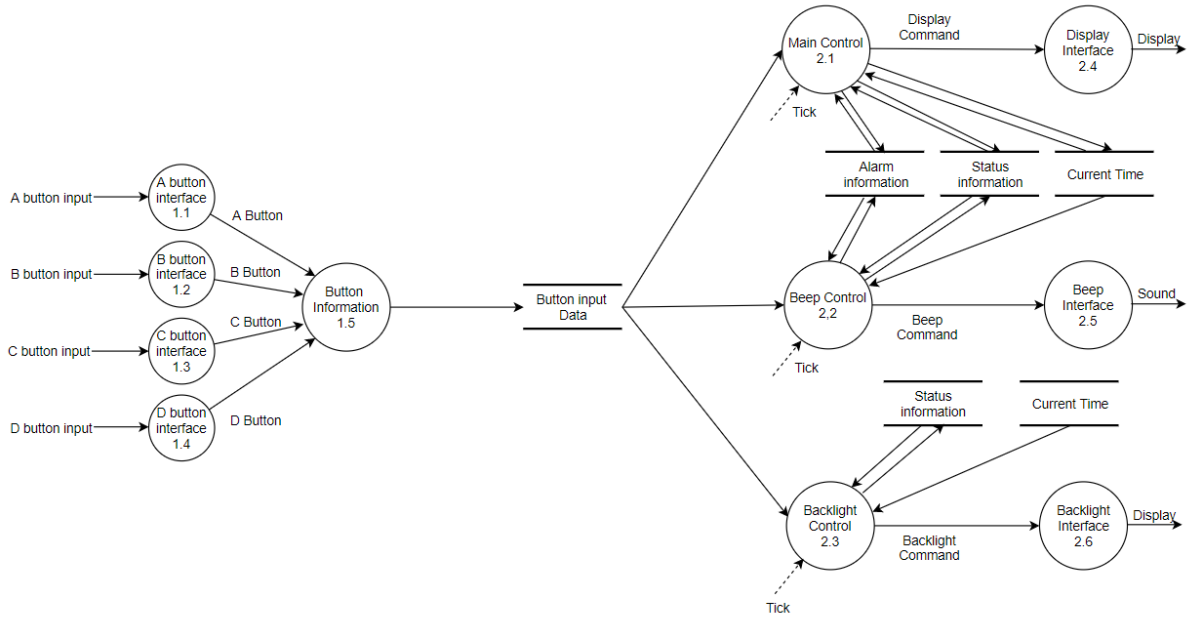 A button input
A button
interface
1.1
A Button
B button input
B button
interface
1.2
B Button
C button input
C button
interface
1.3
C Button
D button input
D button
interface
1.4
D Button
Button
Information
1.5
Button input
Data
Main Control
2.1
Tick
Display
Command
Display
Interface
2.4
Display
Alarm
information
Status
information
Current Time
Beep Control
2,2
Tick
Beep
Command
Beep
Interface
2.5
Sound
Status
information
Current Time
Backlight
Control
2.3
Tick
Backlight
Command
Backlight
Interface
2.6
Display